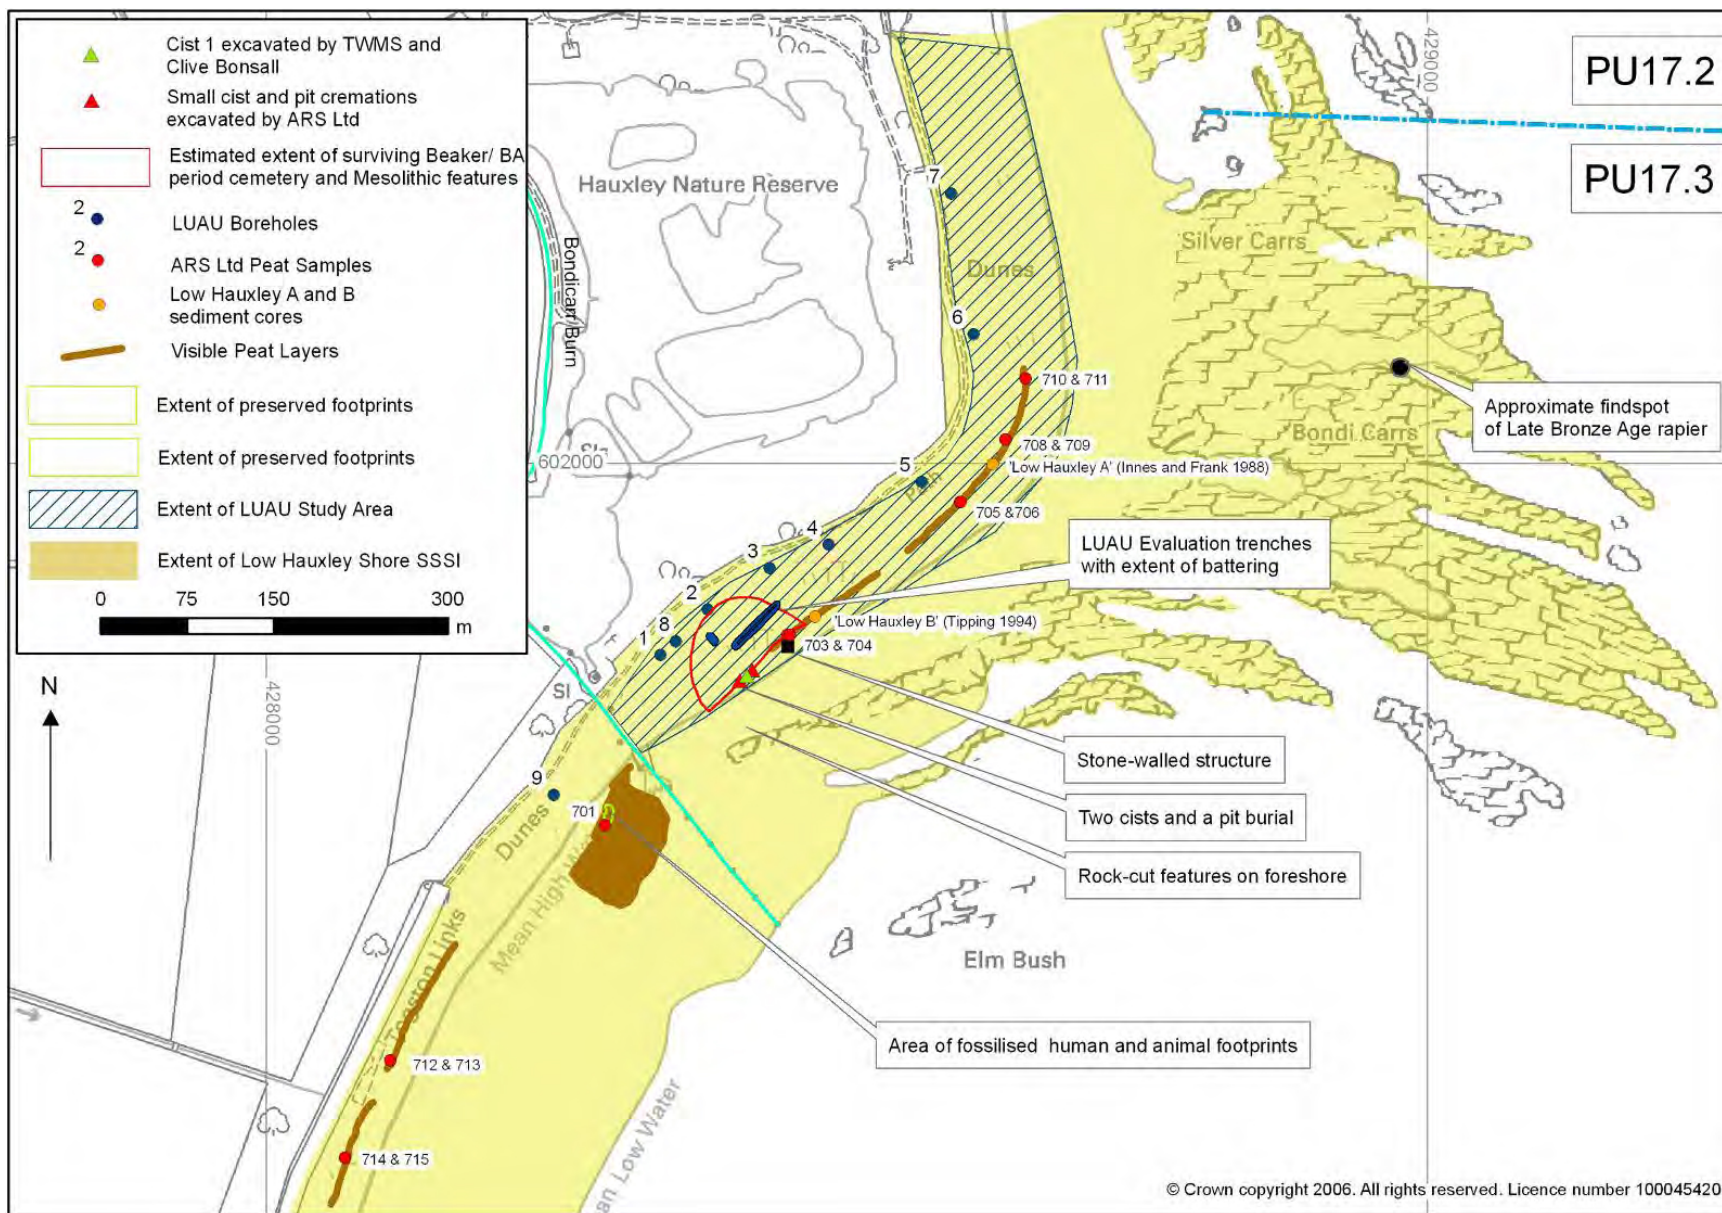 Cist 1 excavated by TWMS and
Clive Bonsall
Small cist and pit cremations
excavated by ARS Ltd
Estimated extent of surviving Beaker/ BA
period cemetery and Mesolithic features
2
LUAU Boreholes
2
ARS Ltd Peat Samples
Low Hauxley A and B
sediment cores
Visible Peat Layers
Extent of preserved footprints
Extent of preserved footprints
Extent of LUAU Study Area
Extent of Low Hauxley Shore SSSI
0 75 150 300
m
N
PU17.2
PU17.3
429000
Hauxley Nature Reserve
Bondicarr Burn
7
Silver Carrs
Dunes
6
710 & 711
Approximate findspot
of Late Bronze Age rapier
Bondi Carrs
708 & 709
602000
5
'Low Hauxley A' (Innes and Frank 1988)
Path
705 &706
4
3
LUAU Evaluation trenches
with extent of battering
2
8
1
'Low Hauxley B' (Tipping 1994)
703 & 704
428000
Sl
Stone-walled structure
9
Two cists and a pit burial
701
Dunes
Rock-cut features on foreshore
Mean High
Elm Bush
Togston Links
Area of fossilised human and animal footprints
712 & 713
an Low Water
714 & 715
© Crown copyright 2006. All rights reserved. Licence number 100045420